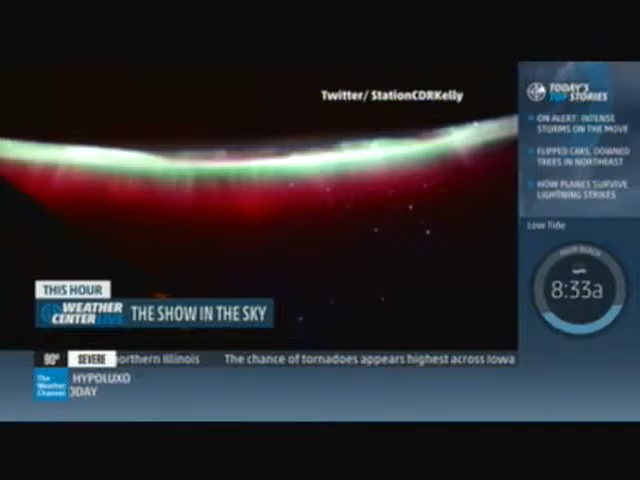 Twitter/ StationCDRKelly
TODAY'S
TOP STORIES
ON ALERT: INTENSE
STORMS ON THE MOVE
FLIPPED CARS, DOWNED
TREES IN NORTHEAST
HOW PLANES SURVIVE
LIGHTNING STRIKES
Low Tide
8:33a
THIS HOUR
WEATHER
CENTER LIVE
THE SHOW IN THE SKY
90° SEVERE northern Illinois The chance of tornadoes appears highest across Iowa
The
Weather
Channel
HYPOLUXO
ODAY